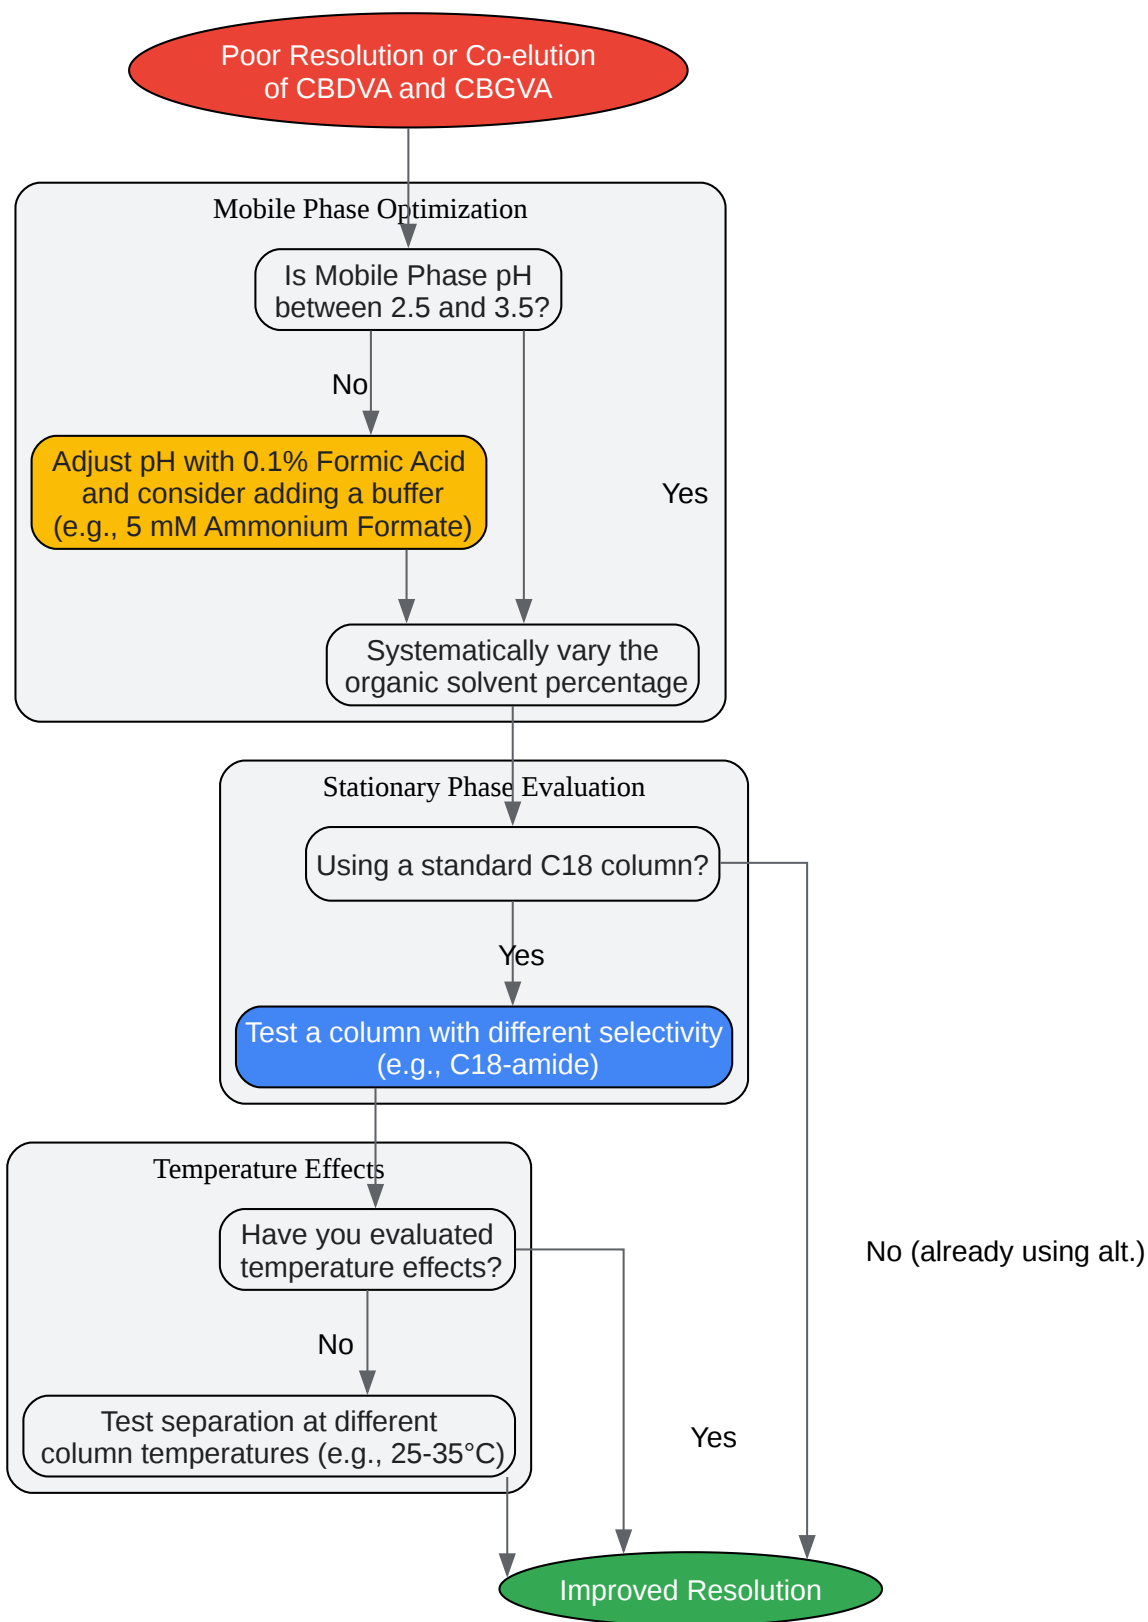 Poor Resolution or Co-elution
of CBDVA and CBGVA
Mobile Phase Optimization
Is Mobile Phase pH
between 2.5 and 3.5?
No
Adjust pH with 0.1% Formic Acid
and consider adding a buffer
(e.g., 5 mM Ammonium Formate)
Yes
Systematically vary the
organic solvent percentage
Stationary Phase Evaluation
Using a standard C18 column?
Yes
Test a column with different selectivity
(e.g., C18-amide)
Temperature Effects
Have you evaluated
temperature effects?
No (already using alt.)
No
Test separation at different
column temperatures (e.g., 25-35°C)
Yes
Improved Resolution